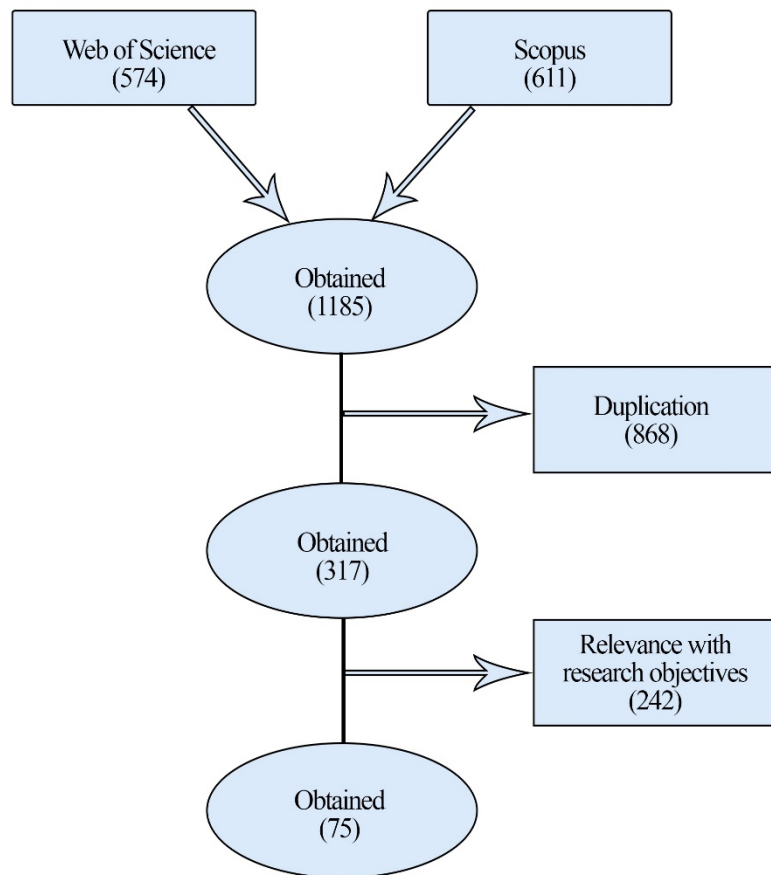 Web of Science
(574)
Scopus
(611)
Obtained
(1185)
Duplication
(868)
Obtained
(317)
Relevance with
research objectives
(242)
Obtained
(75)